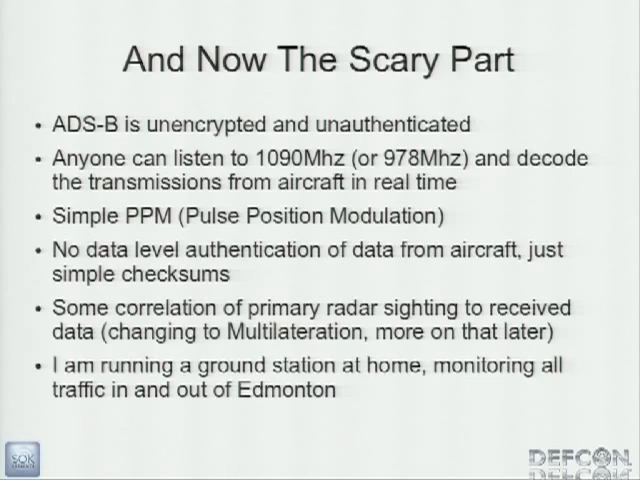 And Now The Scary Part
• ADS-B is unencrypted and unauthenticated
• Anyone can listen to 1090Mhz (or 978Mhz) and decode
the transmissions from aircraft in real time
• Simple PPM (Pulse Position Modulation)
• No data level authentication of data from aircraft, just
simple checksums
• Some correlation of primary radar sighting to received
data (changing to Multilateration, more on that later)
• I am running a ground station at home, monitoring all
traffic in and out of Edmonton
DEFCON